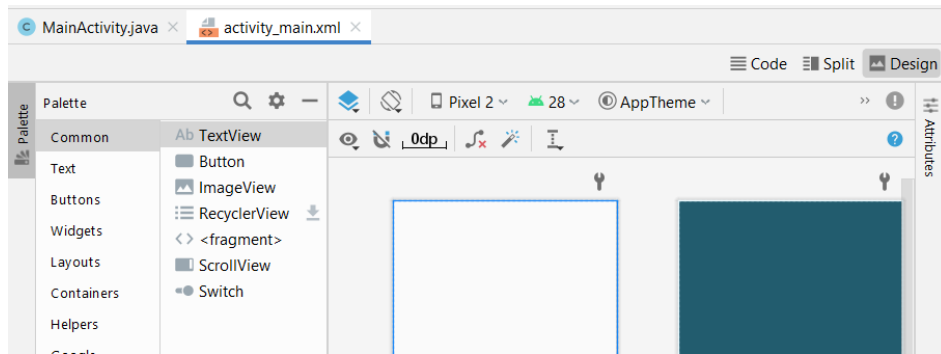 MainActivity.java
activity_main.xml
Code
Split
Design
Palette
Palette
Pixel 2
28
AppTheme
Attributes
Common
Text
Buttons
Widgets
Layouts
Containers
Helpers
Ab TextView
Button
ImageView
RecyclerView
<fragment>
ScrollView
Switch
0dp